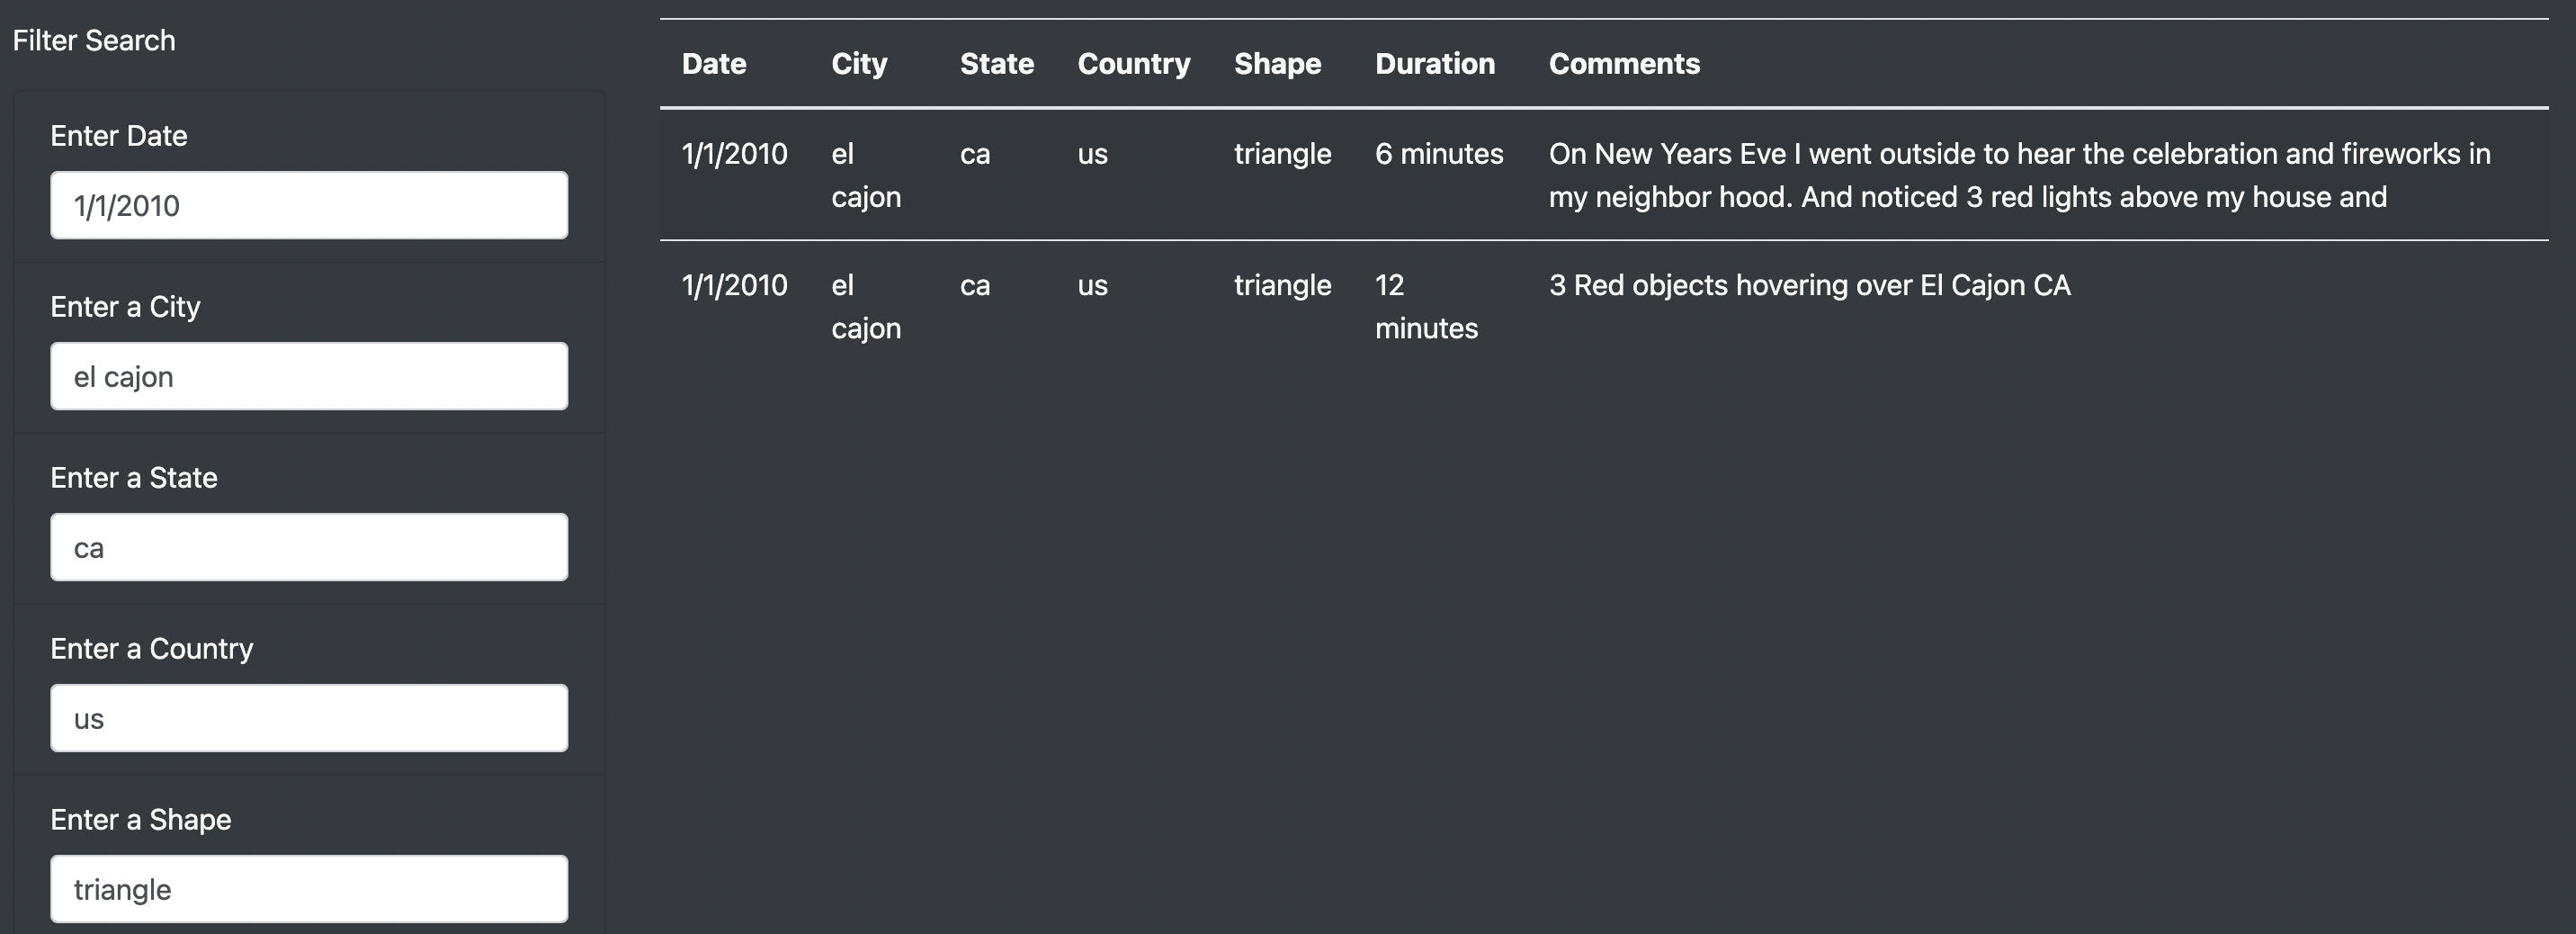 Filter Search
Enter Date
1/1/2010
Enter a City
el cajon
Enter a State
ca
Enter a Country
us
Enter a Shape
triangle
Date City State Country Shape Duration Comments
1/1/2010 el cajon ca us triangle 6 minutes On New Years Eve I went outside to hear the celebration and fireworks in
my neighbor hood. And noticed 3 red lights above my house and
1/1/2010 el cajon ca us triangle 12 minutes 3 Red objects hovering over El Cajon CA